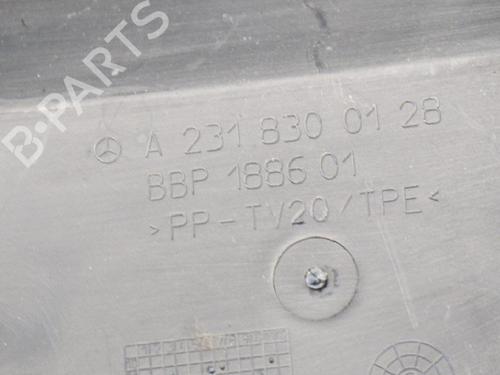 B-PARTS
A 231 830 01 28
BBP 1886 01
>PP-TV20/TPE<